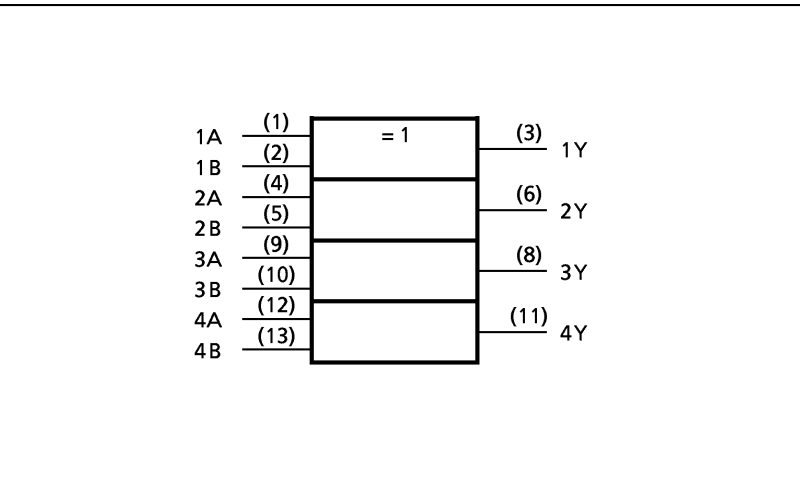 1A (1) = 1 (3) 1Y
1B (2)
2A (4) (6) 2Y
2B (5)
3A (9) (8) 3Y
3B (10)
4A (12) (11) 4Y
4B (13)